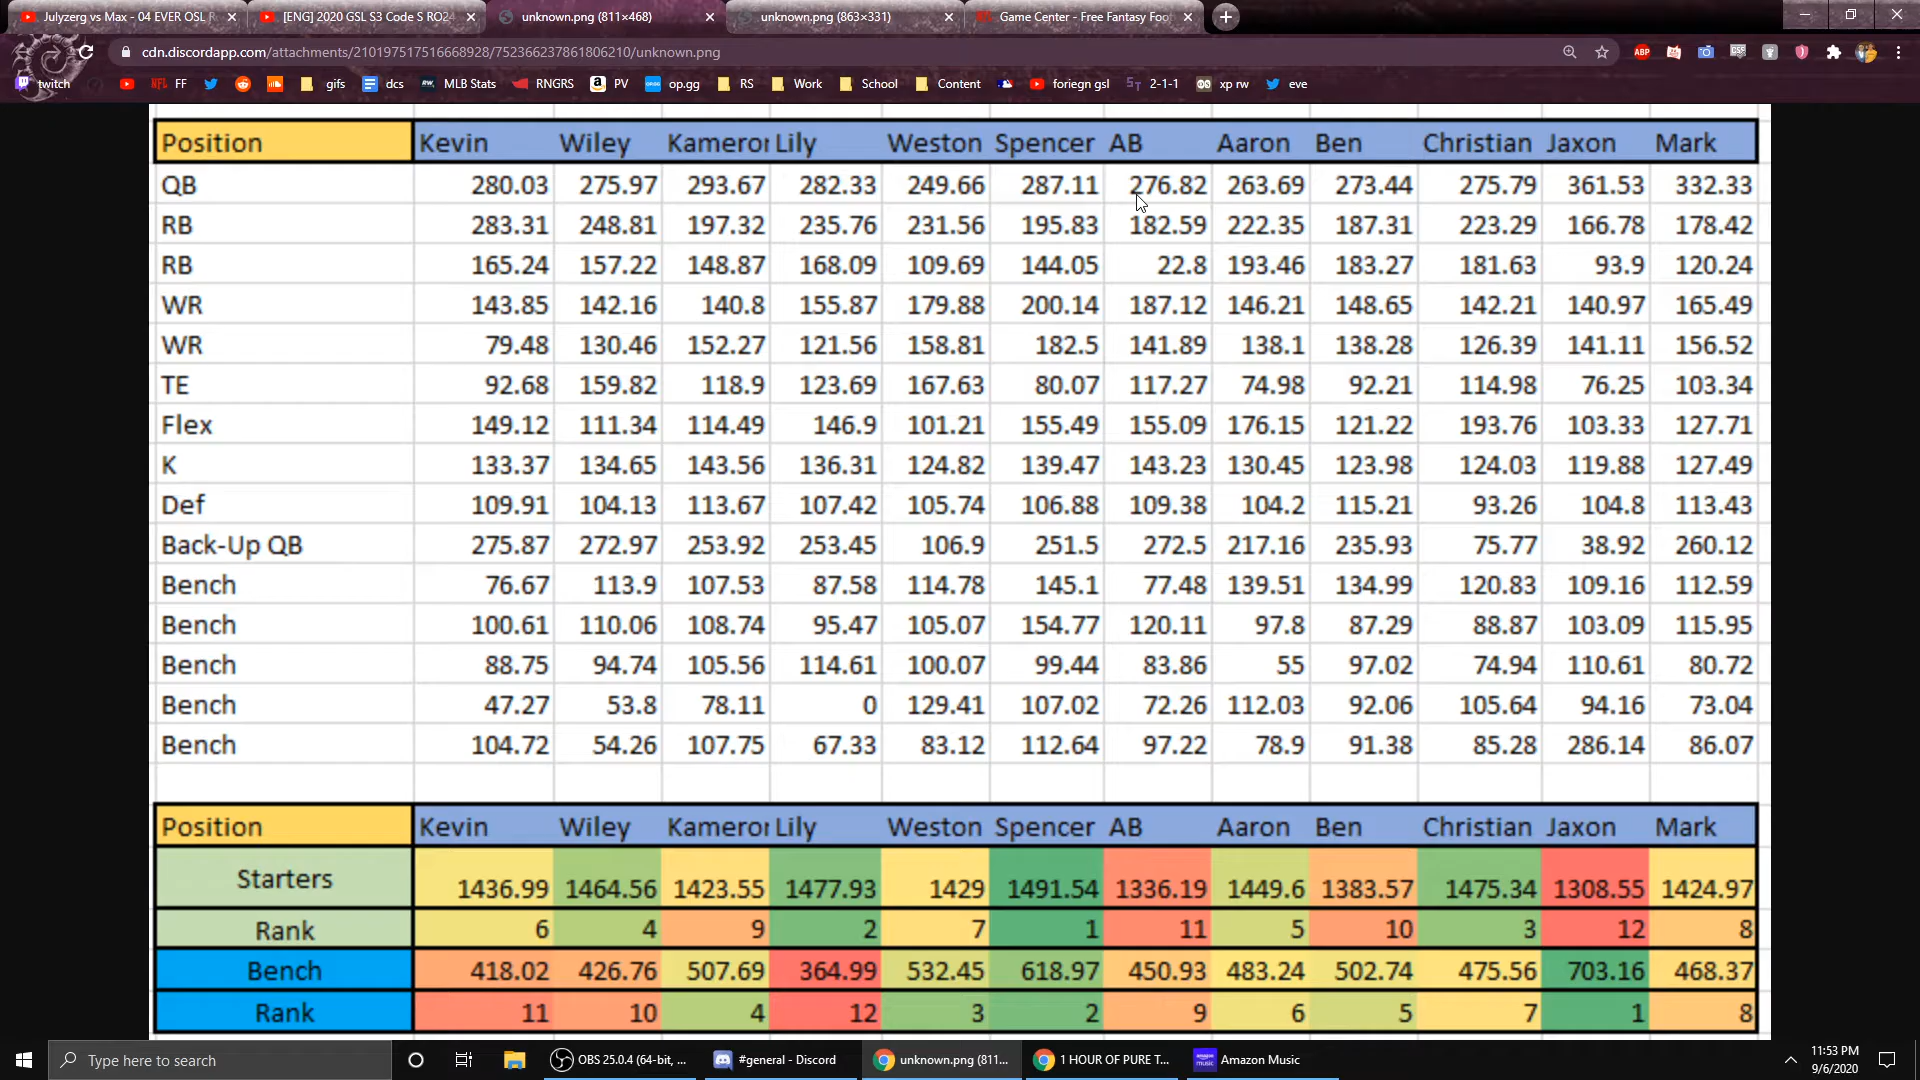 Julyzerg vs Max - 04 EVER OSL R
[ENG] 2020 GSL S3 Code S RO24
unknown.png (811×468)
unknown.png (863×331)
Game Center - Free Fantasy Foo
cdn.discordapp.com/attachments/210197517516668928/752366237861806210/unknown.png
twitch
NFL FF
gifs
dcs
MLB Stats
RNGRS
PV
op.gg
RS
Work
School
Content
foriegn gsl
2-1-1
xp rw
eve
Position Kevin Wiley Kameror Lily Weston Spencer AB Aaron Ben Christian Jaxon Mark
QB 280.03 275.97 293.67 282.33 249.66 287.11 276.82 263.69 273.44 275.79 361.53 332.33
RB 283.31 248.81 197.32 235.76 231.56 195.83 182.59 222.35 187.31 223.29 166.78 178.42
RB 165.24 157.22 148.87 168.09 109.69 144.05 22.8 193.46 183.27 181.63 93.9 120.24
WR 143.85 142.16 140.8 155.87 179.88 200.14 187.12 146.21 148.65 142.21 140.97 165.49
WR 79.48 130.46 152.27 121.56 158.81 182.5 141.89 138.1 138.28 126.39 141.11 156.52
TE 92.68 159.82 118.9 123.69 167.63 80.07 117.27 74.98 92.21 114.98 76.25 103.34
Flex 149.12 111.34 114.49 146.9 101.21 155.49 155.09 176.15 121.22 193.76 103.33 127.71
K 133.37 134.65 143.56 136.31 124.82 139.47 143.23 130.45 123.98 124.03 119.88 127.49
Def 109.91 104.13 113.67 107.42 105.74 106.88 109.38 104.2 115.21 93.26 104.8 113.43
Back-Up QB 275.87 272.97 253.92 253.45 106.9 251.5 272.5 217.16 235.93 75.77 38.92 260.12
Bench 76.67 113.9 107.53 87.58 114.78 145.1 77.48 139.51 134.99 120.83 109.16 112.59
Bench 100.61 110.06 108.74 95.47 105.07 154.77 120.11 97.8 87.29 88.87 103.09 115.95
Bench 88.75 94.74 105.56 114.61 100.07 99.44 83.86 55 97.02 74.94 110.61 80.72
Bench 47.27 53.8 78.11 0 129.41 107.02 72.26 112.03 92.06 105.64 94.16 73.04
Bench 104.72 54.26 107.75 67.33 83.12 112.64 97.22 78.9 91.38 85.28 286.14 86.07
Position Kevin Wiley Kameror Lily Weston Spencer AB Aaron Ben Christian Jaxon Mark
Starters 1436.99 1464.56 1423.55 1477.93 1429 1491.54 1336.19 1449.6 1383.57 1475.34 1308.55 1424.97
Rank 6 4 9 2 7 1 11 5 10 3 12 8
Bench 418.02 426.76 507.69 364.99 532.45 618.97 450.93 483.24 502.74 475.56 703.16 468.37
Rank 11 10 4 12 3 2 9 6 5 7 1 8
Type here to search
OBS 25.0.4 (64-bit, ...
#general - Discord
unknown.png (811...
1 HOUR OF PURE T...
Amazon Music
11:53 PM
9/6/2020